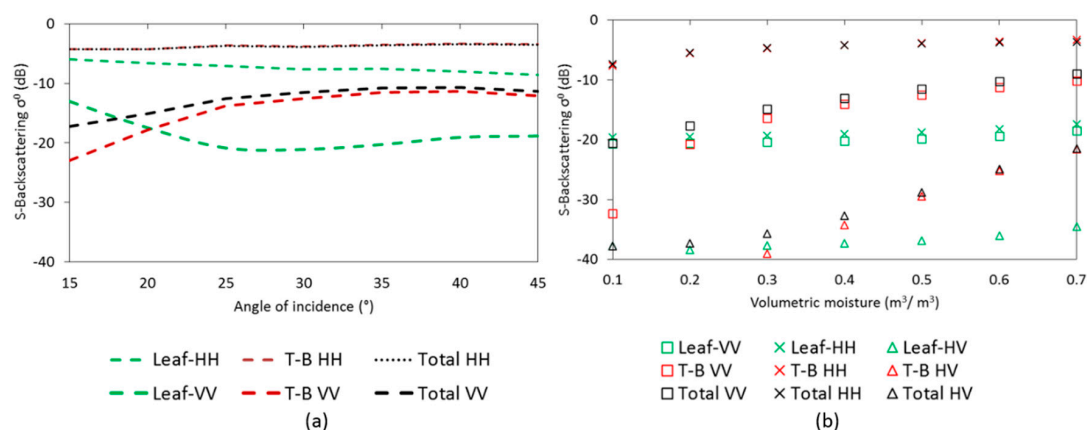 S-Backscattering σ⁰ (dB)
0
-10
-20
-30
-40
15 20 25 30 35 40 45
Angle of incidence (°)
Leaf-HH T-B HH Total HH
Leaf-VV T-B VV Total VV
(a)
S-Backscattering σ⁰ (dB)
0
-10
-20
-30
-40
0.1 0.2 0.3 0.4 0.5 0.6 0.7
Volumetric moisture (m³/ m³)
Leaf-VV Leaf-HH Leaf-HV
T-B VV T-B HH T-B HV
Total VV Total HH Total HV
(b)